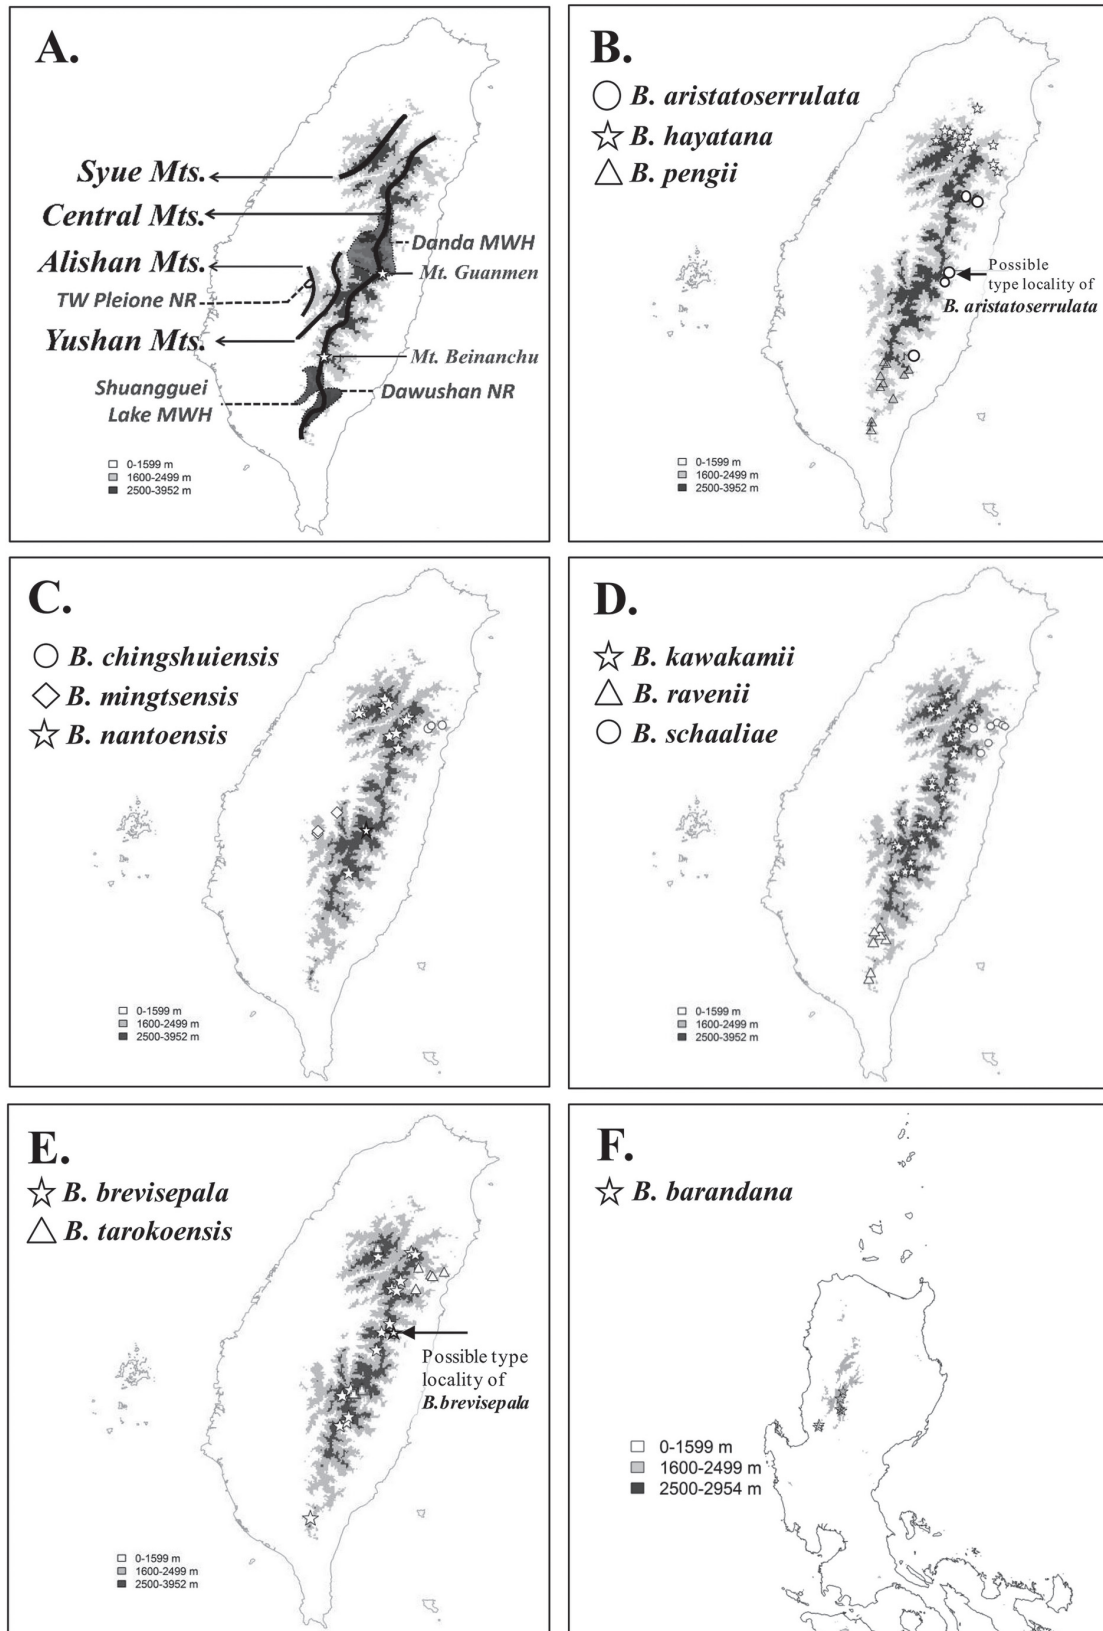 A.
Syue Mts.
Central Mts.
Danda MWH
Alishan Mts.
Mt. Guanmen
TW Pleione NR
Yushan Mts.
Mt. Beinanchu
Shuangguei
Lake MWH
Dawushan NR
0-1599 m
1600-2499 m
2500-3952 m
B.
B. aristatoserrulata
B. hayatana
B. pengii
Possible
type locality of
B. aristatoserrulata
0-1599 m
1600-2499 m
2500-3952 m
C.
B. chingshuiensis
B. mingtsensis
B. nantoensis
0-1599 m
1600-2499 m
2500-3952 m
D.
B. kawakamii
B. ravenii
B. schaaliae
0-1599 m
1600-2499 m
2500-3952 m
E.
B. brevisepala
B. tarokoensis
Possible type
locality of
B.brevisepala
0-1599 m
1600-2499 m
2500-3952 m
F.
B. barandana
0-1599 m
1600-2499 m
2500-2954 m